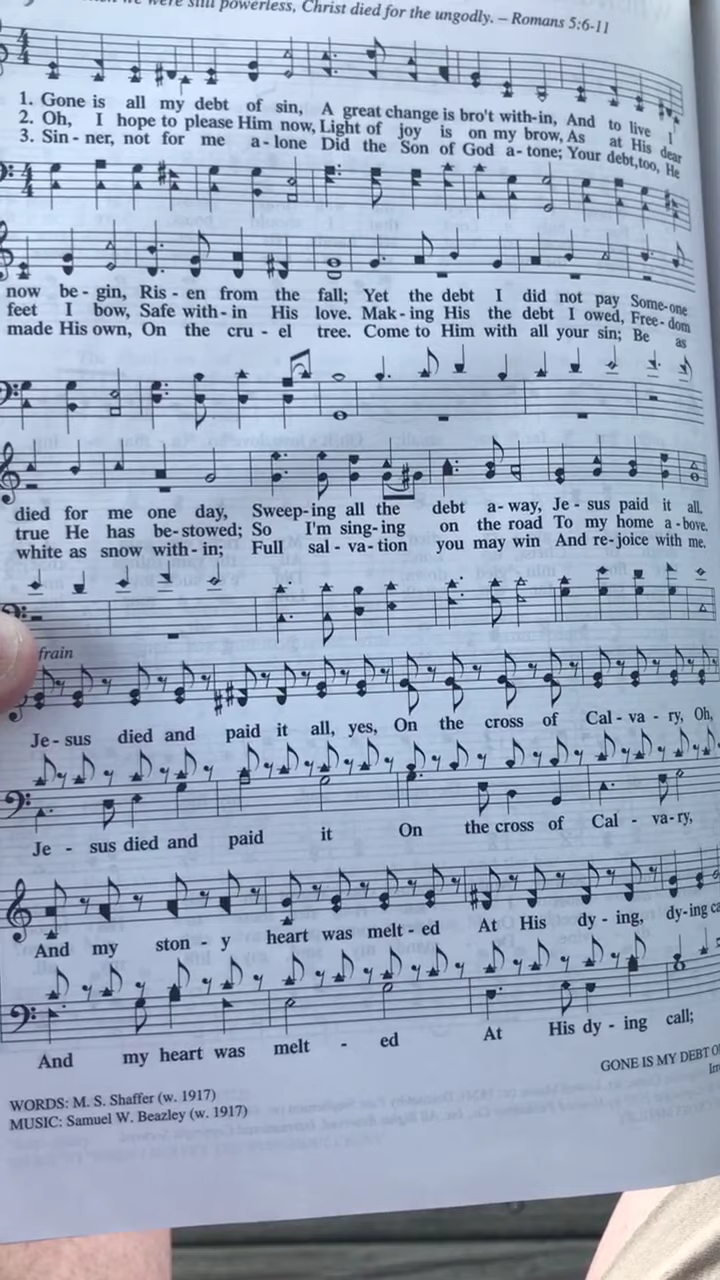 were still powerless, Christ died for the ungodly. – Romans 5:6-11
1. Gone is all my debt of sin, A great change is bro't with-in, And to live I
2. Oh, I hope to please Him now, Light of joy is on my brow, As at His dear
3. Sin - ner, not for me a - lone Did the Son of God a - tone; Your debt, too, He
now be - gin, Ris - en from the fall; Yet the debt I did not pay Some-one
feet I bow, Safe with - in His love. Mak - ing His the debt I owed, Free - dom
made His own, On the cru - el tree. Come to Him with all your sin; Be as
died for me one day, Sweep-ing all the debt a - way, Je - sus paid it all.
true He has be-stowed; So I'm sing-ing on the road To my home a - bove.
white as snow with - in; Full sal - va - tion you may win And re - joice with me.
frain
Je - sus died and paid it all, yes, On the cross of Cal - va - ry, Oh,
Je - sus died and paid it On the cross of Cal - va - ry,
And my ston - y heart was melt - ed At His dy - ing, dy-ing ca
And my heart was melt - ed At His dy - ing call;
GONE IS MY DEBT O
WORDS: M. S. Shaffer (w. 1917)
MUSIC: Samuel W. Beazley (w. 1917)